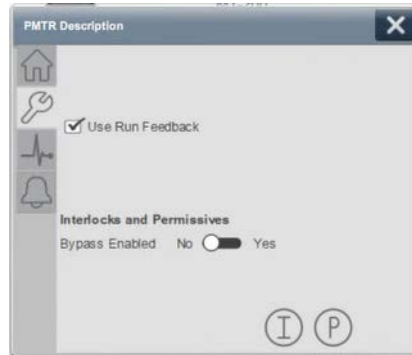 PMTR Description
Use Run Feedback
Interlocks and Permissives
Bypass Enabled No Yes
I P